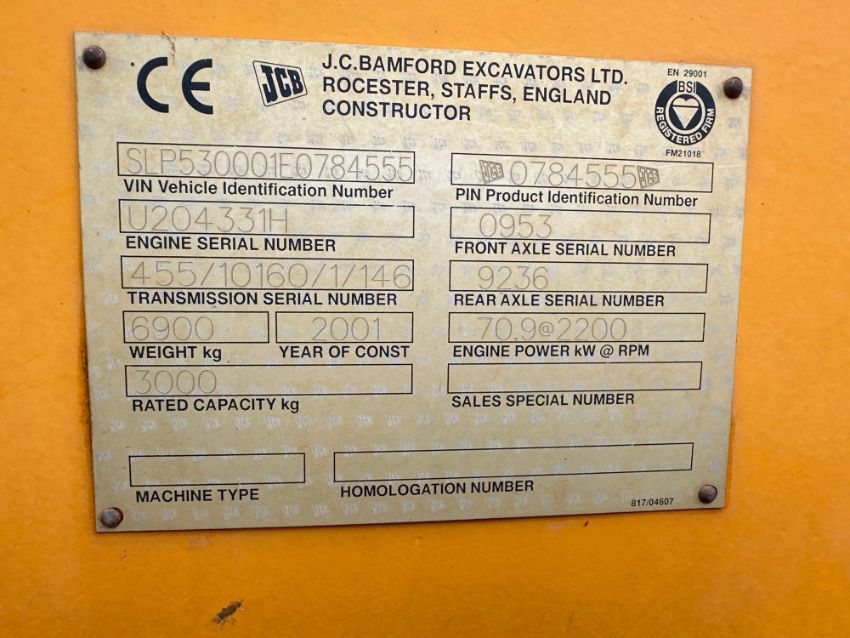 CE JCB J.C.BAMFORD EXCAVATORS LTD.
ROCESTER, STAFFS, ENGLAND
CONSTRUCTOR
EN 29001
BSI
REGISTERED FIRM
FM21018
SLP530001E0784555
VIN Vehicle Identification Number
JCB 0784555 JCB
PIN Product Identification Number
U204331H
ENGINE SERIAL NUMBER
0953
FRONT AXLE SERIAL NUMBER
455/10160/1/146
TRANSMISSION SERIAL NUMBER
9236
REAR AXLE SERIAL NUMBER
6900
WEIGHT kg
2001
YEAR OF CONST
70.9@2200
ENGINE POWER kW @ RPM
3000
RATED CAPACITY kg
SALES SPECIAL NUMBER
MACHINE TYPE
HOMOLOGATION NUMBER
817/04607